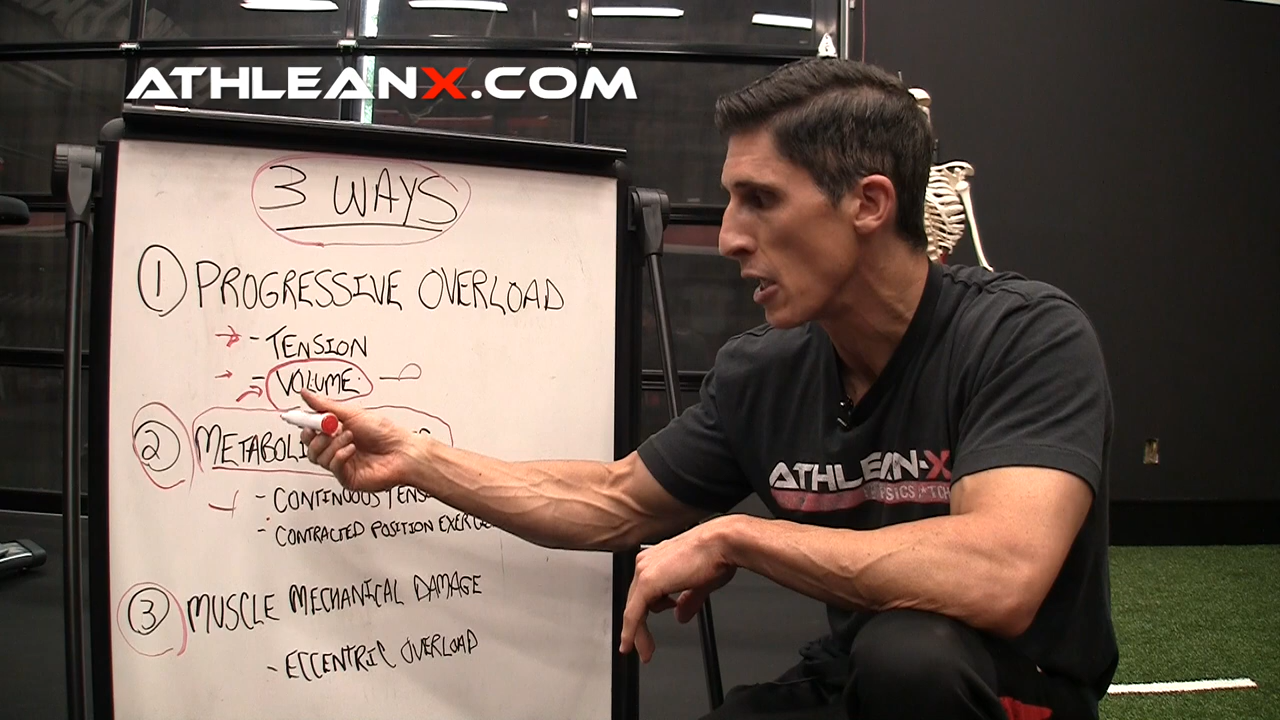 ATHLEANX.COM
3 WAYS
1 PROGRESSIVE OVERLOAD
- TENSION
- VOLUME
2 METABOLI
- CONTINUOUS TENS
- CONTRACTED POSITION EXERC
3 MUSCLE MECHANICAL DAMAGE
- ECCENTRIC OVERLOAD
ATHLEAN-X